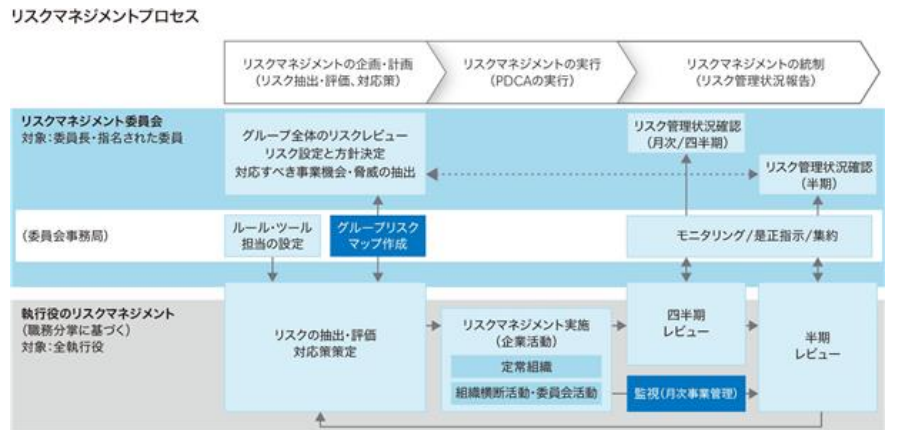 リスクマネジメントプロセス
リスクマネジメントの企画・計画
(リスク抽出・評価、対応策)
リスクマネジメントの実行
(PDCAの実行)
リスクマネジメントの統制
(リスク管理状況報告)
リスクマネジメント委員会
対象:委員長・指名された委員
グループ全体のリスクレビュー
リスク設定と方針決定
対応すべき事業機会・脅威の抽出
リスク管理状況確認
(月次/四半期)
リスク管理状況確認
(半期)
(委員会事務局)
ルール・ツール
担当の設定
グループリスク
マップ作成
モニタリング/是正指示/集約
執行役のリスクマネジメント
(職務分掌に基づく)
対象:全執行役
リスクの抽出・評価
対応策策定
リスクマネジメント実施
(企業活動)
定常組織
組織横断活動・委員会活動
四半期
レビュー
監視(月次事業管理)
半期
レビュー